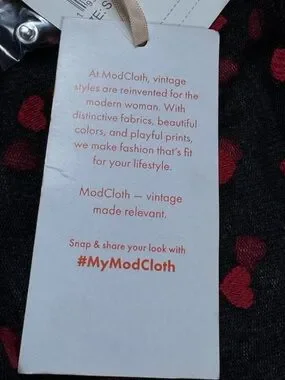 At ModCloth, vintage
styles are reinvented for the
modern woman. With
distinctive fabrics, beautiful
colors, and playful prints,
we make fashion that's fit
for your lifestyle.
ModCloth — vintage
made relevant.
Snap & share your look with
#MyModCloth